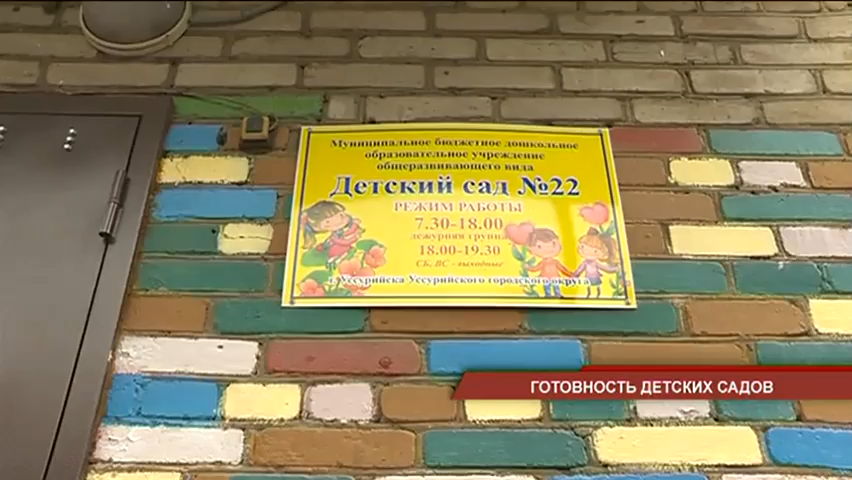 Муниципальное бюджетное дошкольное
образовательное учреждение
общеразвивающего вида
Детский сад №22
РЕЖИМ РАБОТЫ
7.30-18.00
дежурная группа
18.00-19.30
СБ, ВС - выходные
г. Уссурийска Уссурийского городского округа
ГОТОВНОСТЬ ДЕТСКИХ САДОВ